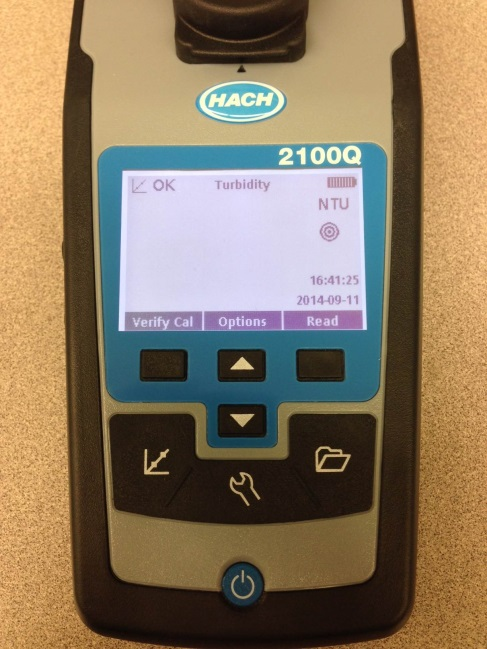 HACH
2100Q
OK Turbidity
NTU
16:41:25
2014-09-11
Verify Cal Options Read